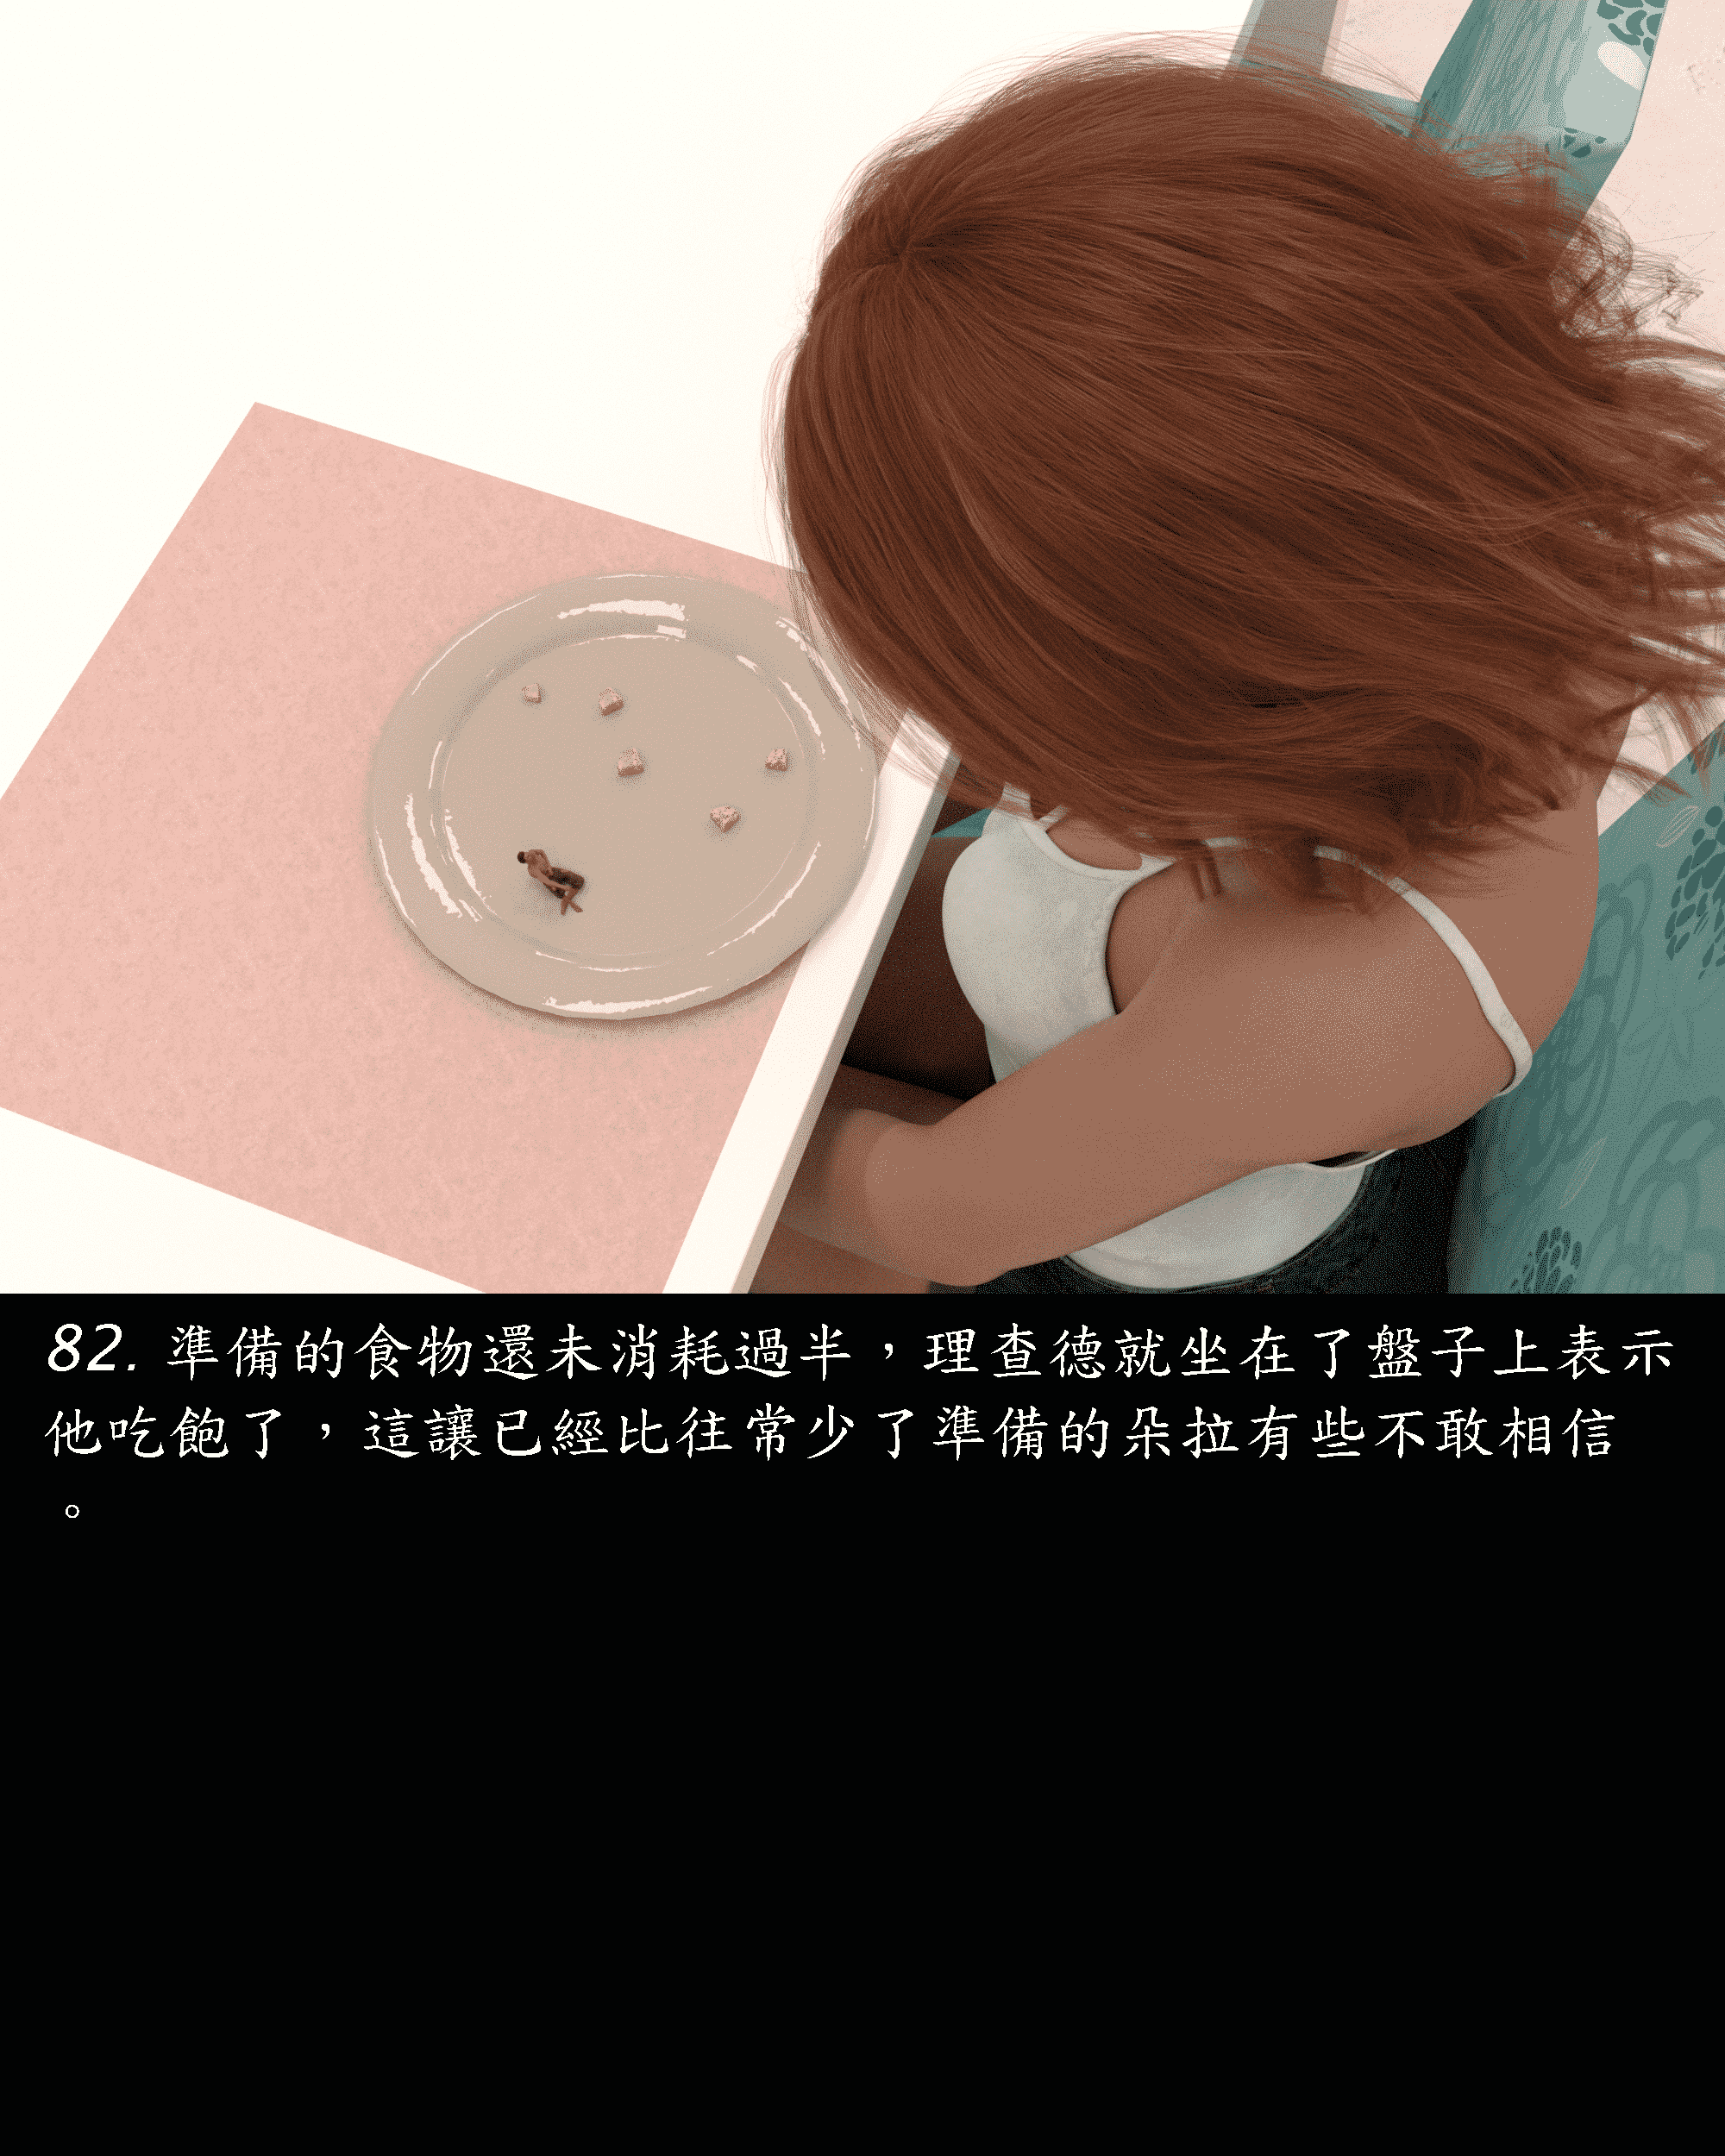 82. 準備的食物還未消耗過半，理查德就坐在了盤子上表示
他吃飽了，這讓已經比往常少了準備的朵拉有些不敢相信
。